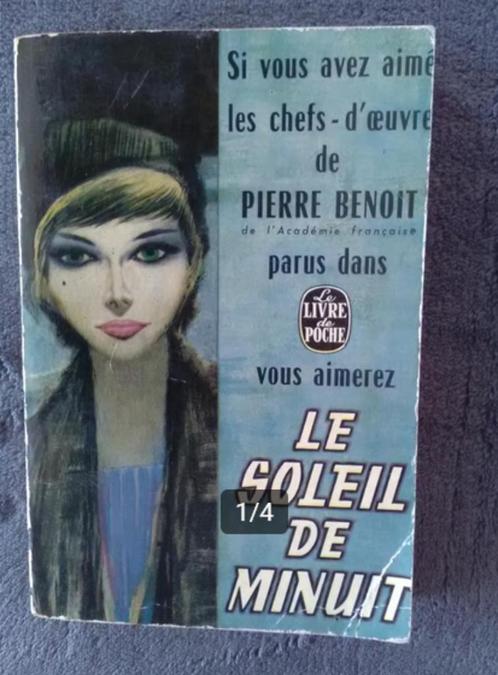 Si vous avez aimé
les chefs-d'œuvre
de
PIERRE BENOIT
de l'Académie française
parus dans
Le
LIVRE
de
POCHE
vous aimerez
LE
SOLEIL
1/4
DE
MINUIT